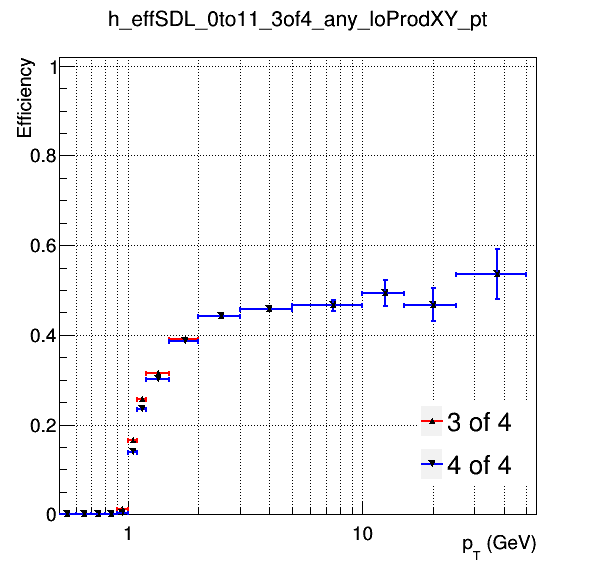 h_effSDL_0to11_3of4_any_loProdXY_pt
Efficiency
1
0.8
0.6
0.4
0.2
0
3 of 4
4 of 4
1
10
p_T (GeV)